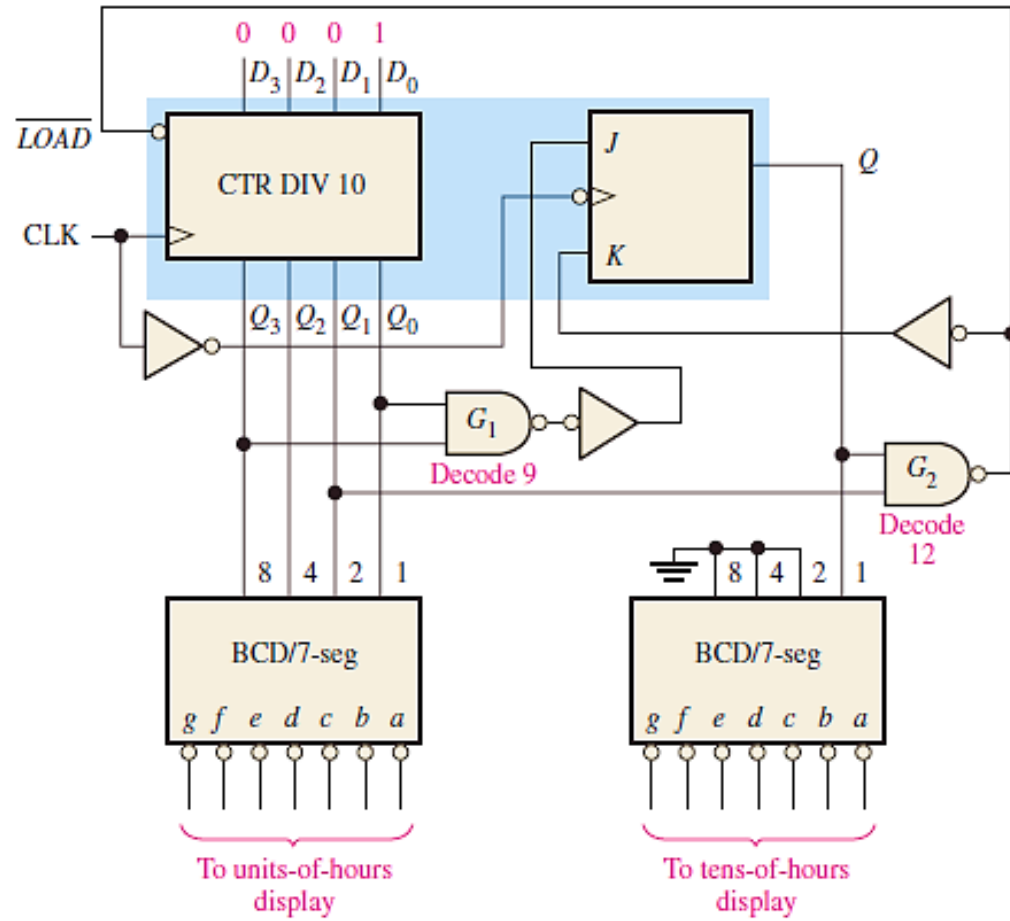 0 0 0 1
D₃ D₂ D₁ D₀
L̅O̅A̅D̅
CTR DIV 10
J
Q
CLK
K
Q₃ Q₂ Q₁ Q₀
G₁
Decode 9
G₂
Decode
12
8 4 2 1
8 4 2 1
BCD/7-seg
BCD/7-seg
g f e d c b a
g f e d c b a
To units-of-hours
display
To tens-of-hours
display